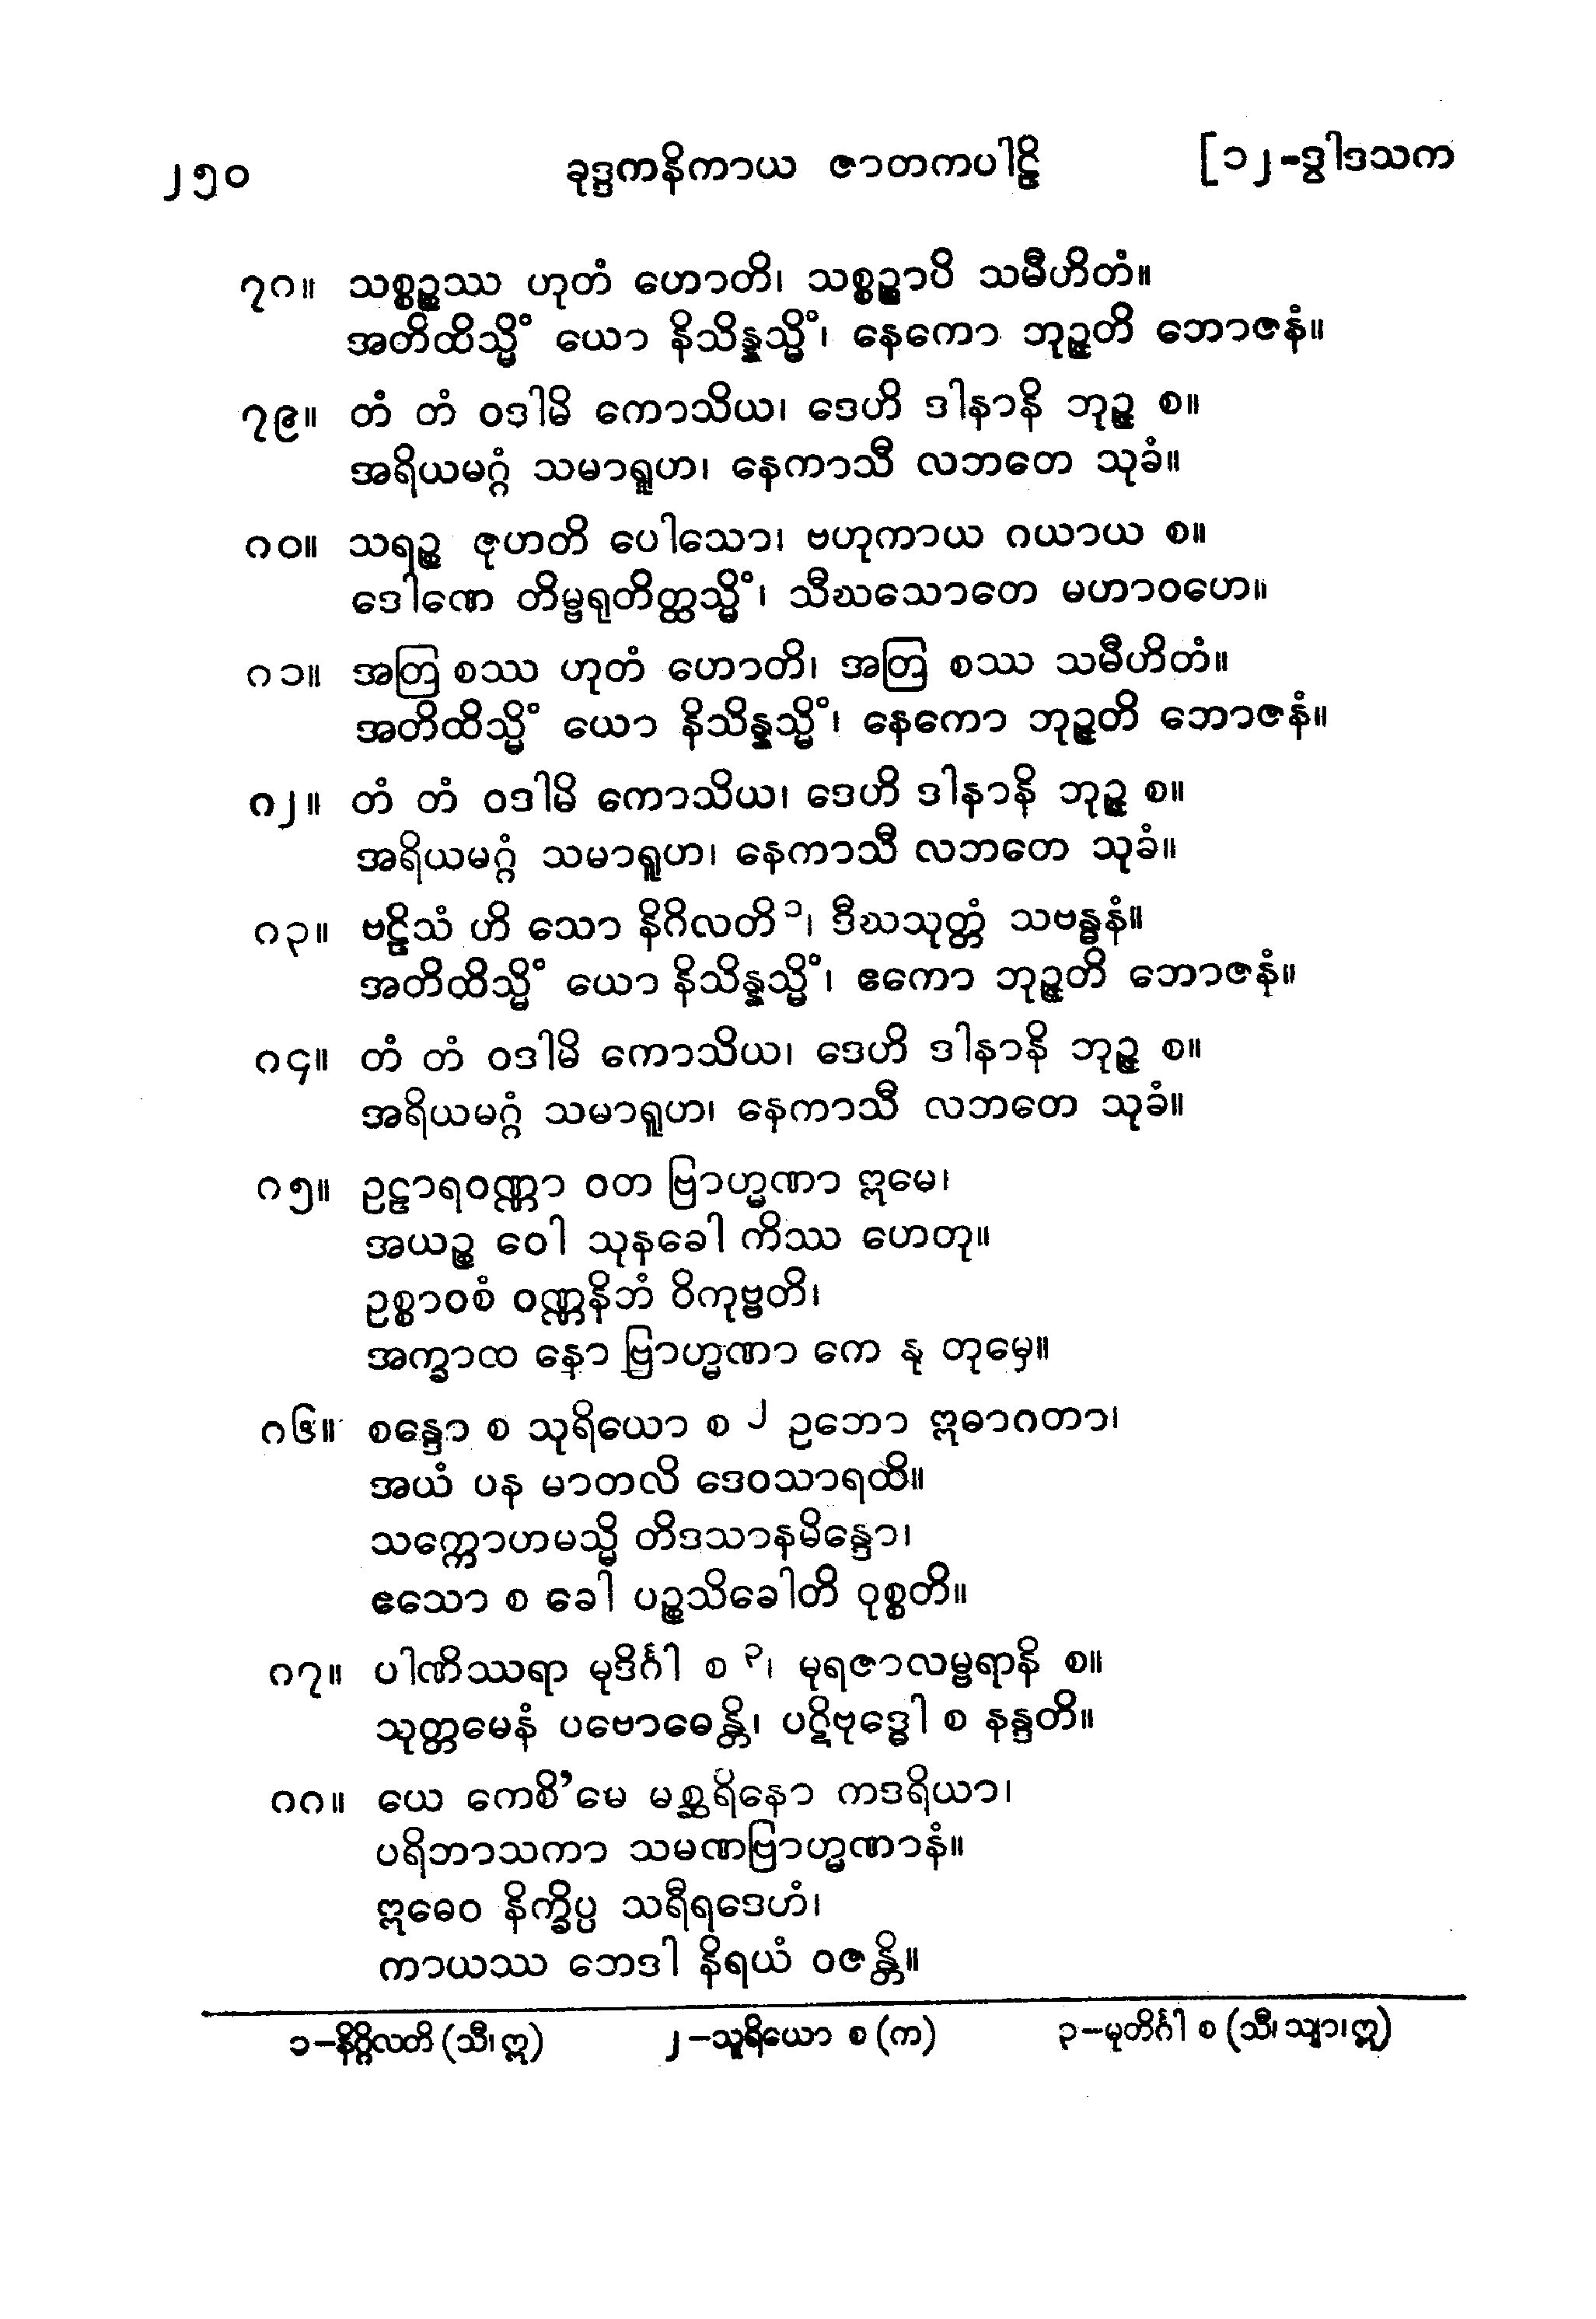 ၂၅၀ ခုဒ္ဒကနိကာယ ဇာတကပါဠိ [၁၂-ဒွါဒသက
၇၈။ သစ္စဉ္စဿ ဟုတံ ဟောတိ၊ သစ္စဉ္စာပိ သမီဟိတံ။
အတိထိသ္မိံ ယော နိသိန္နသ္မိံ၊ နေကော ဘုဉ္ဇတိ ဘောဇနံ။
၇၉။ တံ တံ ဝဒါမိ ကောသိယ၊ ဒေဟိ ဒါနာနိ ဘုဉ္ဇ စ။
အရိယမဂ္ဂံ သမာရူဟ၊ နေကာသီ လဘတေ သုခံ။
၈၀။ သရဉ္စ ဇုဟတိ ပေါသော၊ ဗဟုကာယ ဂယာယ စ။
ဒေါဏေ တိမ္ဗရုတိတ္ထသ္မိံ၊ သီဃသောတေ မဟာဝဟေ။
၈၁။ အတြ စဿ ဟုတံ ဟောတိ၊ အတြ စဿ သမီဟိတံ။
အတိထိသ္မိံ ယော နိသိန္နသ္မိံ၊ နေကော ဘုဉ္ဇတိ ဘောဇနံ။
၈၂။ တံ တံ ဝဒါမိ ကောသိယ၊ ဒေဟိ ဒါနာနိ ဘုဉ္ဇ စ။
အရိယမဂ္ဂံ သမာရူဟ၊ နေကာသီ လဘတေ သုခံ။
၈၃။ ဗဠိသံ ဟိ သော နိဂိလတိ ၁၊ ဒီဃသုတ္တံ သဗန္ဓနံ။
အတိထိသ္မိံ ယော နိသိန္နသ္မိံ၊ ဧကော ဘုဉ္ဇတိ ဘောဇနံ။
၈၄။ တံ တံ ဝဒါမိ ကောသိယ၊ ဒေဟိ ဒါနာနိ ဘုဉ္ဇ စ။
အရိယမဂ္ဂံ သမာရူဟ၊ နေကာသီ လဘတေ သုခံ။
၈၅။ ဥဠာရဝဏ္ဏာ ဝတ ဗြာဟ္မဏာ ဣမေ၊
အယဉ္စ ဝေါ သုနခေါ ကိဿ ဟေတု။
ဥစ္စာဝစံ ဝဏ္ဏနိဘံ ဝိကုဗ္ဗတိ၊
အက္ခာထ နော ဗြာဟ္မဏာ ကေ နု တုမှေ။
၈၆။ စန္ဒော စ သုရိယော စ ၂ ဥဘော ဣဓာဂတာ၊
အယံ ပန မာတလိ ဒေဝသာရထိ။
သက္ကောဟမသ္မိ တိဒသာနမိန္ဒော၊
ဧသော စ ခေါ ပဉ္စသိခေါတိ ဝုစ္စတိ။
၈၇။ ပါဏိဿရာ မုဒိင်္ဂါ စ ၃၊ မုရဇာလမ္ဗရာနိ စ။
သုတ္တမေနံ ပဗောဓေန္တိ၊ ပဋိဗုဒ္ဓေါ စ နန္ဒတိ။
၈၈။ ယေ ကေစိ’မေ မစ္ဆရိနော ကဒရိယာ၊
ပရိဘာသကာ သမဏဗြာဟ္မဏာနံ။
ဣဓေဝ နိက္ခိပ္ပ သရီရဒေဟံ၊
ကာယဿ ဘေဒါ နိရယံ ဝဇန္တိ။
၁-နိဂ္ဂိလတိ (သီ၊ ဣ) ၂-သူရိယော စ (က) ၃-မုတိင်္ဂါ စ (သီ၊ သျာ၊ ဣ)